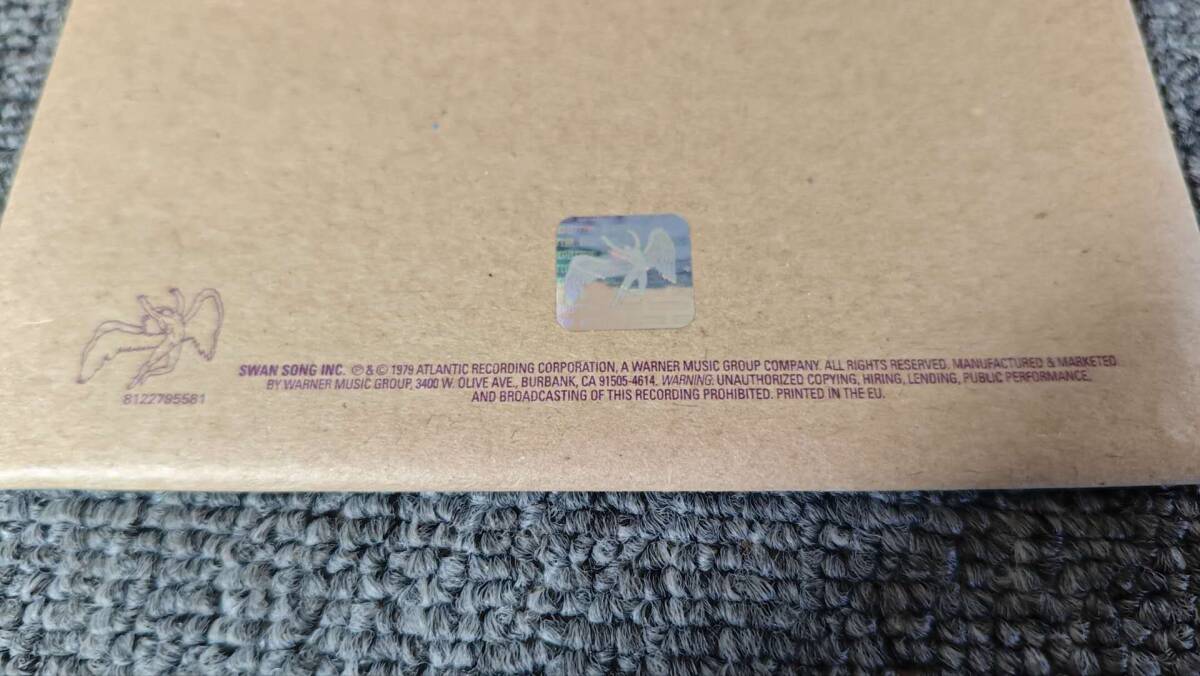 SWAN SONG INC. ℗ & © 1979 ATLANTIC RECORDING CORPORATION, A WARNER MUSIC GROUP COMPANY. ALL RIGHTS RESERVED. MANUFACTURED & MARKETED
BY WARNER MUSIC GROUP, 3400 W. OLIVE AVE., BURBANK, CA 91505-4614. WARNING: UNAUTHORIZED COPYING, HIRING, LENDING, PUBLIC PERFORMANCE,
AND BROADCASTING OF THIS RECORDING PROHIBITED. PRINTED IN THE EU.
8122795581